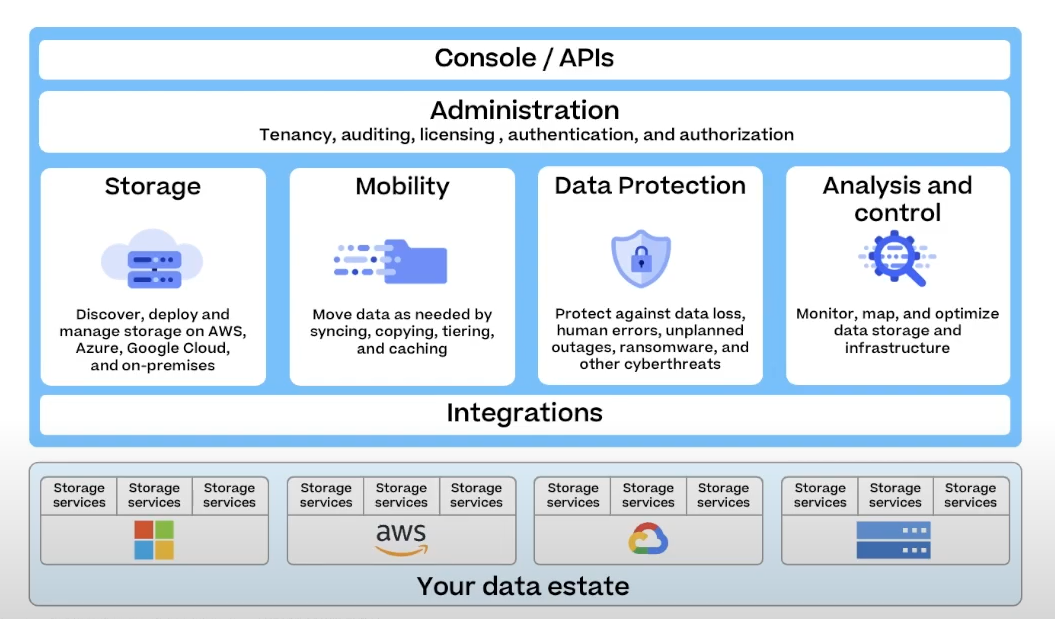 Console / APIs
Administration
Tenancy, auditing, licensing , authentication, and authorization
Storage
Discover, deploy and
manage storage on AWS,
Azure, Google Cloud,
and on-premises
Mobility
Move data as needed by
syncing, copying, tiering,
and caching
Data Protection
Protect against data loss,
human errors, unplanned
outages, ransomware, and
other cyberthreats
Analysis and
control
Monitor, map, and optimize
data storage and
infrastructure
Integrations
Storage
services
Storage
services
Storage
services
Storage
services
Storage
services
Storage
services
aws
Storage
services
Storage
services
Storage
services
Storage
services
Storage
services
Storage
services
Your data estate